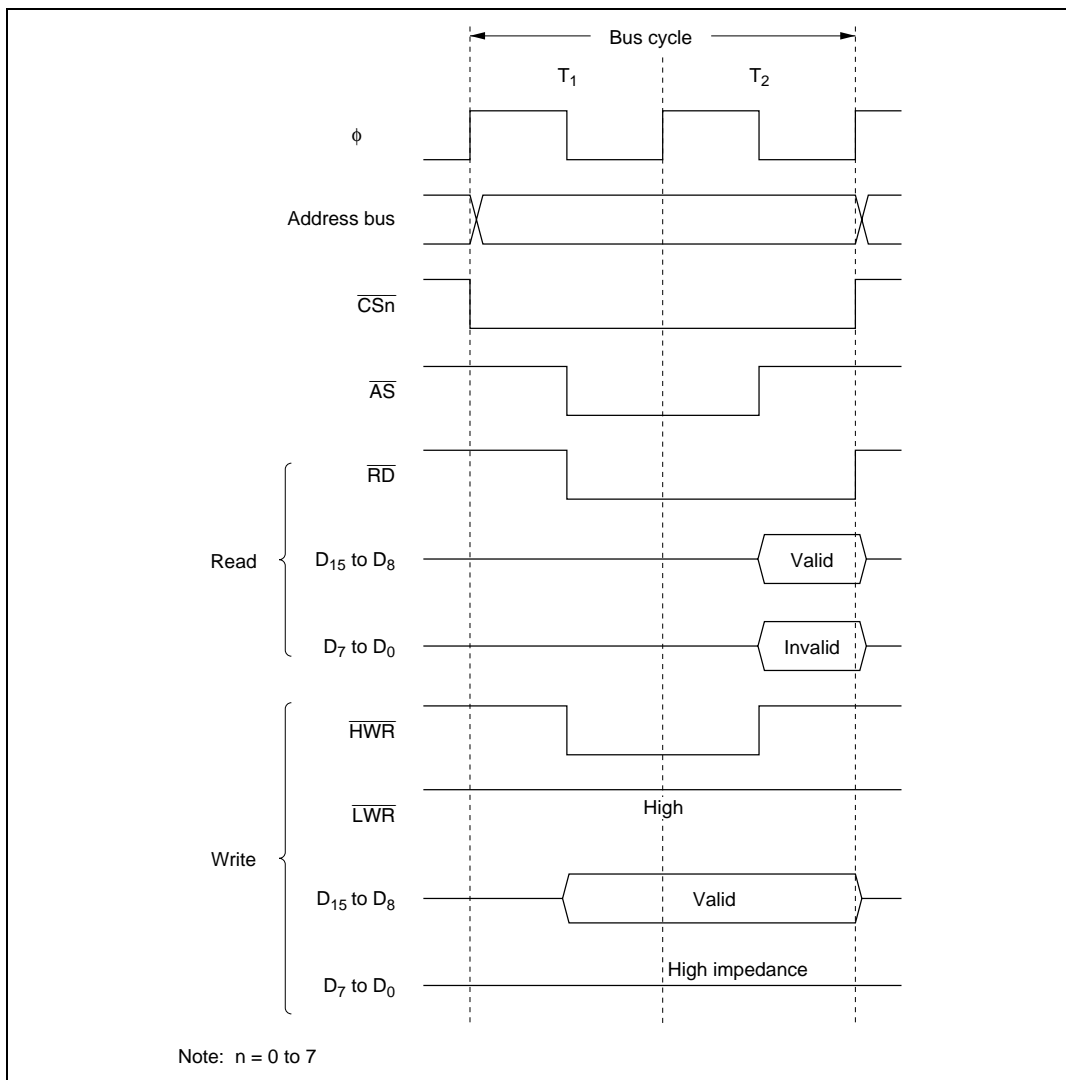 Bus cycle
T1 T2
ϕ
Address bus
CSn
AS
RD
Read
D15 to D8 Valid
D7 to D0 Invalid
HWR
LWR High
Write
D15 to D8 Valid
D7 to D0 High impedance
Note: n = 0 to 7